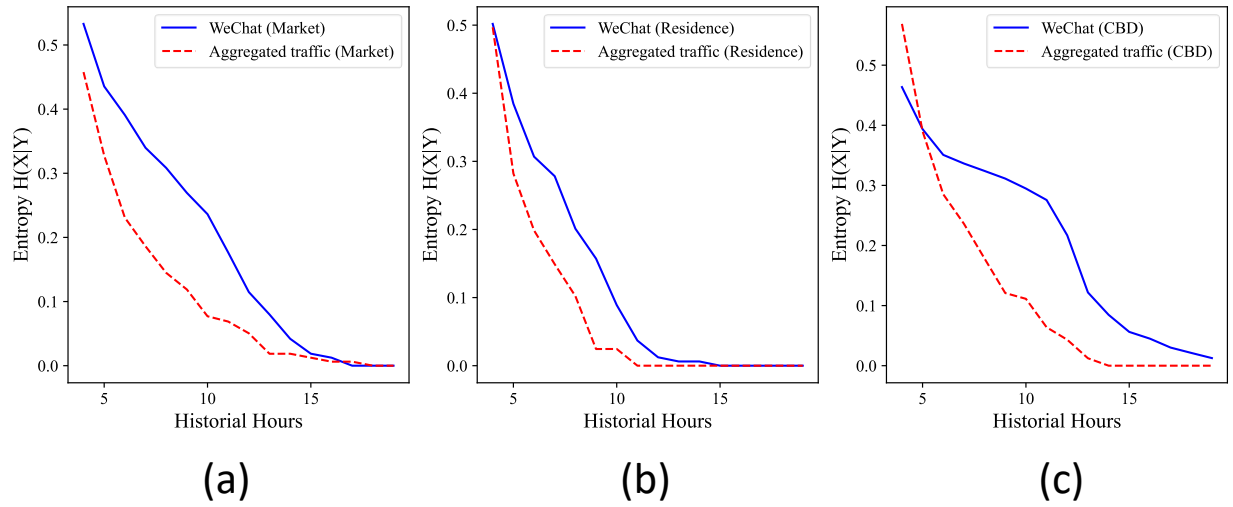 WeChat (Market)
Aggregated traffic (Market)
Entropy H(X|Y)
0.5
0.4
0.3
0.2
0.1
0.0
5 10 15
Historial Hours
(a)
WeChat (Residence)
Aggregated traffic (Residence)
Entropy H(X|Y)
0.5
0.4
0.3
0.2
0.1
0.0
5 10 15
Historial Hours
(b)
WeChat (CBD)
Aggregated traffic (CBD)
Entropy H(X|Y)
0.5
0.4
0.3
0.2
0.1
0.0
5 10 15
Historial Hours
(c)